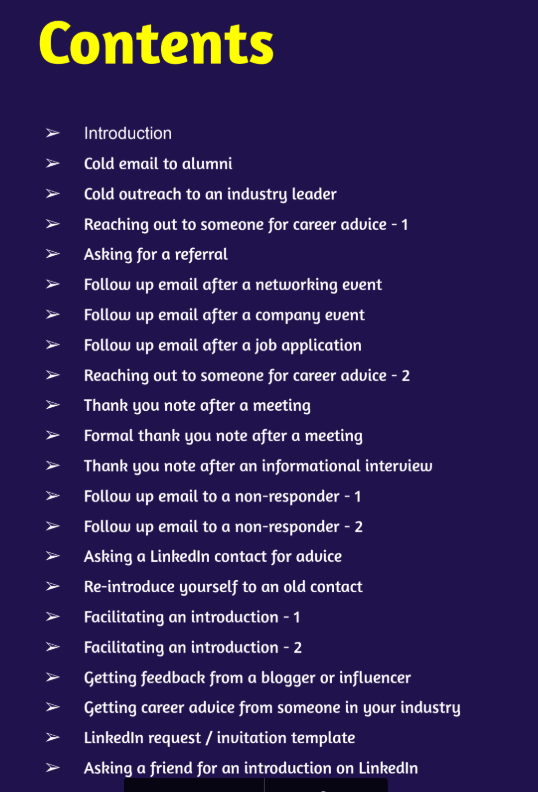 Contents
➢ Introduction
➢ Cold email to alumni
➢ Cold outreach to an industry leader
➢ Reaching out to someone for career advice - 1
➢ Asking for a referral
➢ Follow up email after a networking event
➢ Follow up email after a company event
➢ Follow up email after a job application
➢ Reaching out to someone for career advice - 2
➢ Thank you note after a meeting
➢ Formal thank you note after a meeting
➢ Thank you note after an informational interview
➢ Follow up email to a non-responder - 1
➢ Follow up email to a non-responder - 2
➢ Asking a LinkedIn contact for advice
➢ Re-introduce yourself to an old contact
➢ Facilitating an introduction - 1
➢ Facilitating an introduction - 2
➢ Getting feedback from a blogger or influencer
➢ Getting career advice from someone in your industry
➢ LinkedIn request / invitation template
➢ Asking a friend for an introduction on LinkedIn